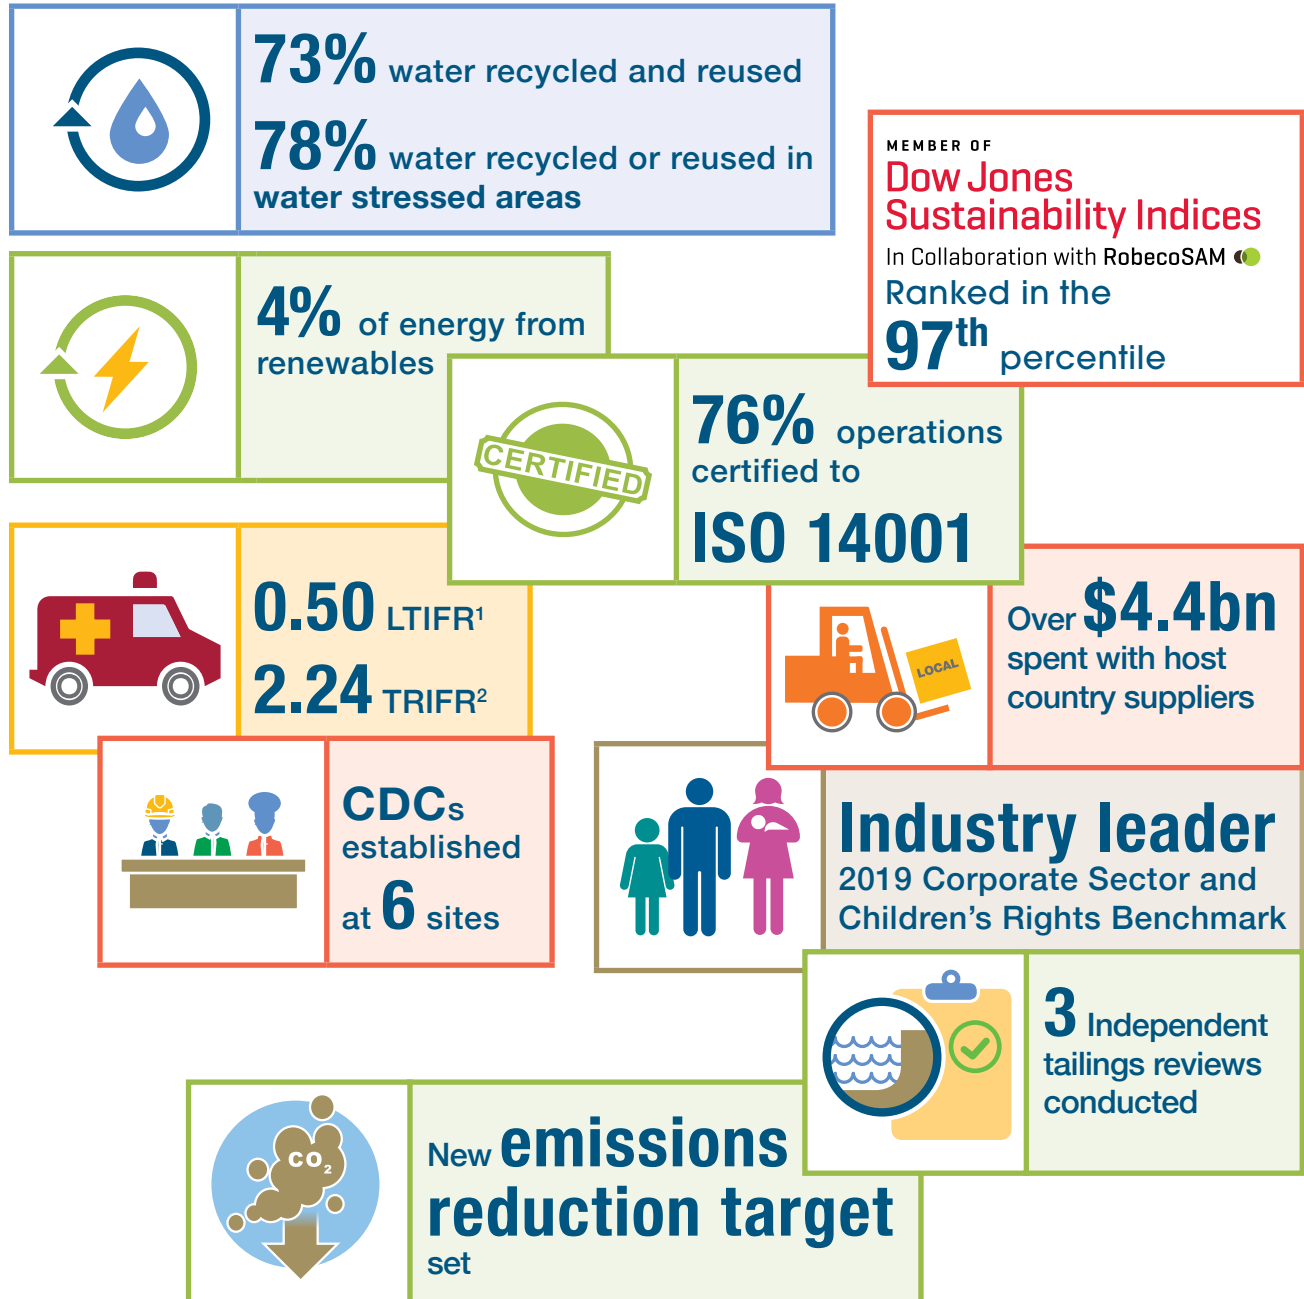 73% water recycled and reused
78% water recycled or reused in
water stressed areas
MEMBER OF
Dow Jones
Sustainability Indices
In Collaboration with RobecoSAM
Ranked in the
97th percentile
4% of energy from
renewables
CERTIFIED
76% operations
certified to
ISO 14001
0.50 LTIFR¹
2.24 TRIFR²
LOCAL
Over $4.4bn
spent with host
country suppliers
CDCs
established
at 6 sites
Industry leader
2019 Corporate Sector and
Children’s Rights Benchmark
3 Independent
tailings reviews
conducted
CO₂
New emissions
reduction target
set